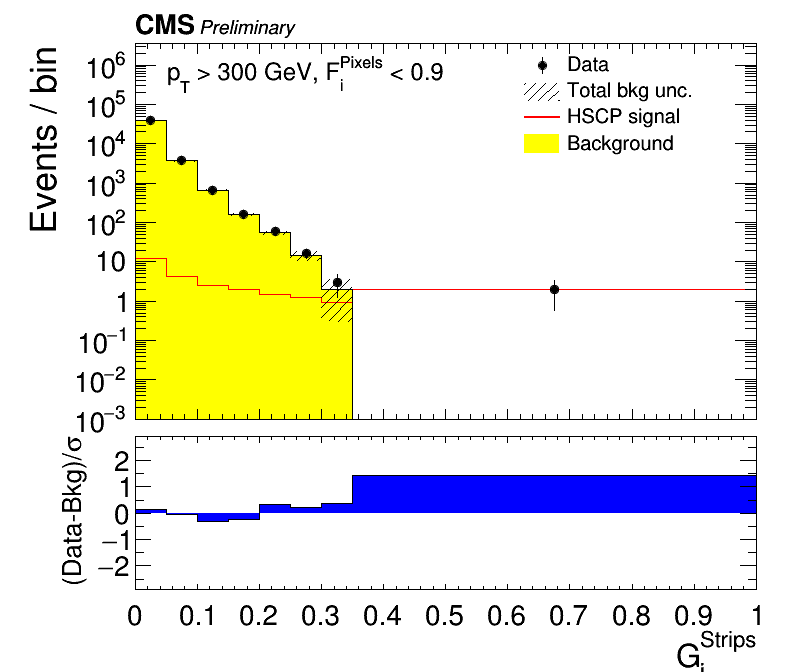 CMS Preliminary
p_T > 300 GeV, F_i^Pixels < 0.9
Data
Total bkg unc.
HSCP signal
Background
Events / bin
10^6
10^5
10^4
10^3
10^2
10
1
10^−1
10^−2
10^−3
(Data-Bkg)/σ
2
1
0
−1
−2
0 0.1 0.2 0.3 0.4 0.5 0.6 0.7 0.8 0.9 1
G_i^Strips